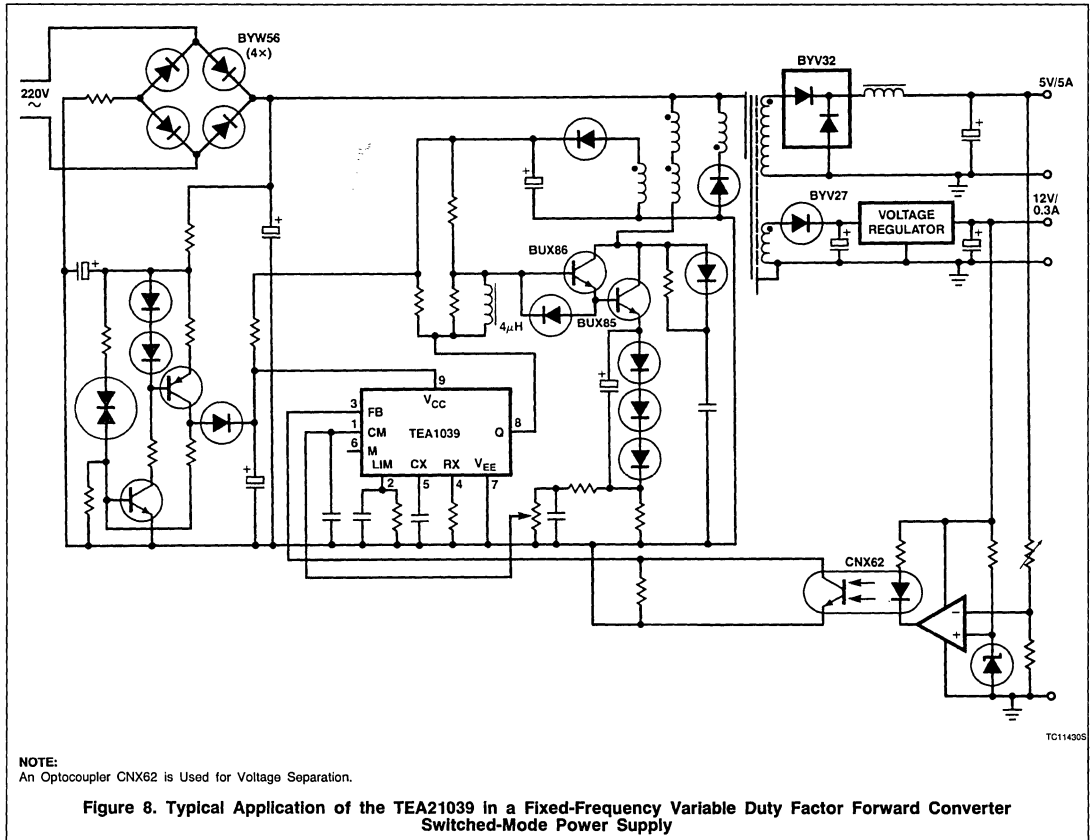 BYW56
(4×)
220V
~
BYV32
5V/5A
+
+
BYV27
VOLTAGE
REGULATOR
12V/
0.3A
+
+
+
+
BUX86
BUX85
4μH
+
9
VCC
3
FB
1
CM
6
M
TEA1039
Q
8
LIM
CX
RX
VEE
2
5
4
7
+
CNX62
−
+
TC11430S
NOTE:
An Optocoupler CNX62 is Used for Voltage Separation.
Figure 8. Typical Application of the TEA21039 in a Fixed-Frequency Variable Duty Factor Forward Converter
Switched-Mode Power Supply